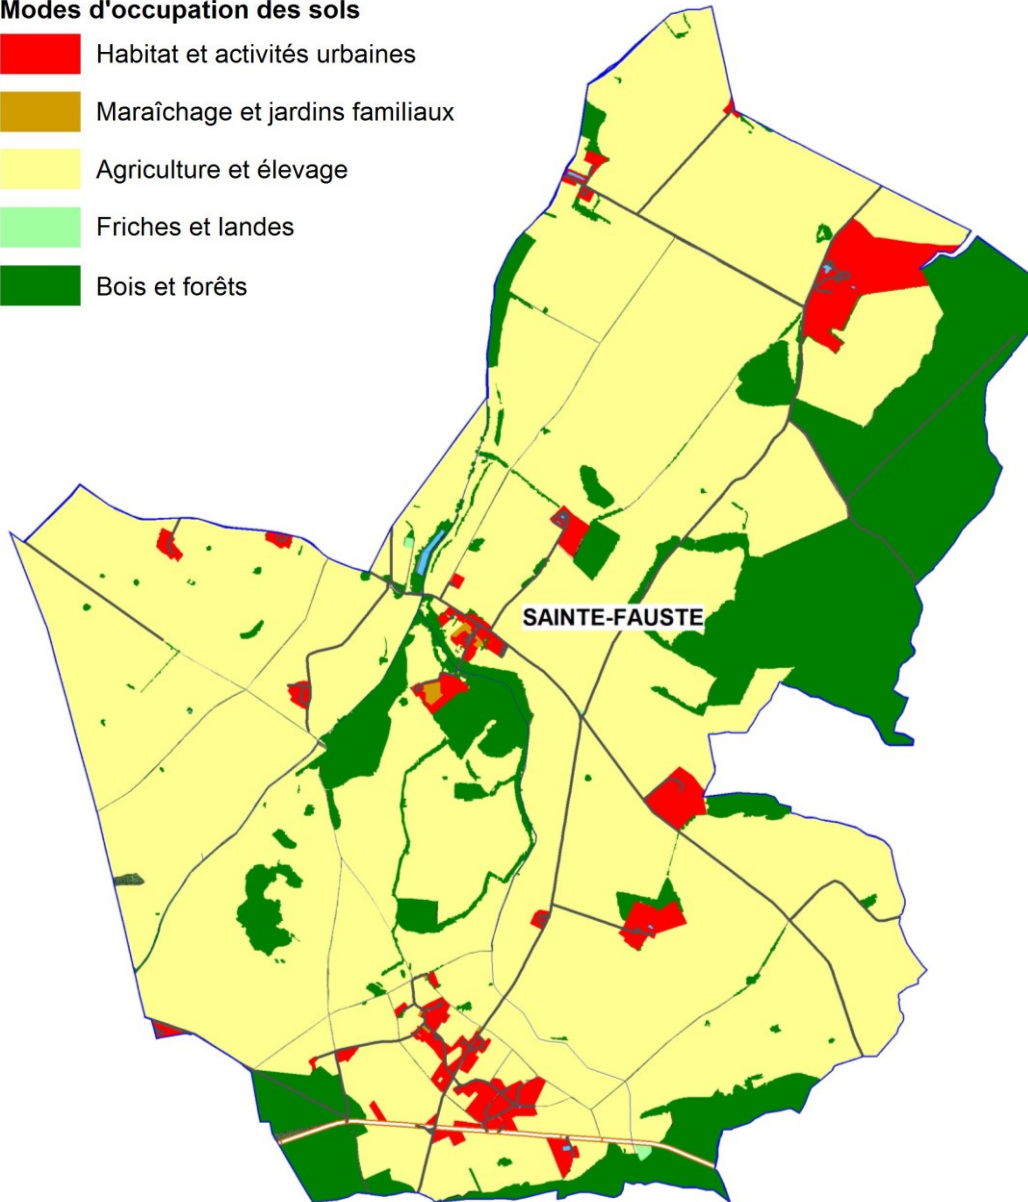 Modes d'occupation des sols
Habitat et activités urbaines
Maraîchage et jardins familiaux
Agriculture et élevage
Friches et landes
Bois et forêts
SAINTE-FAUSTE